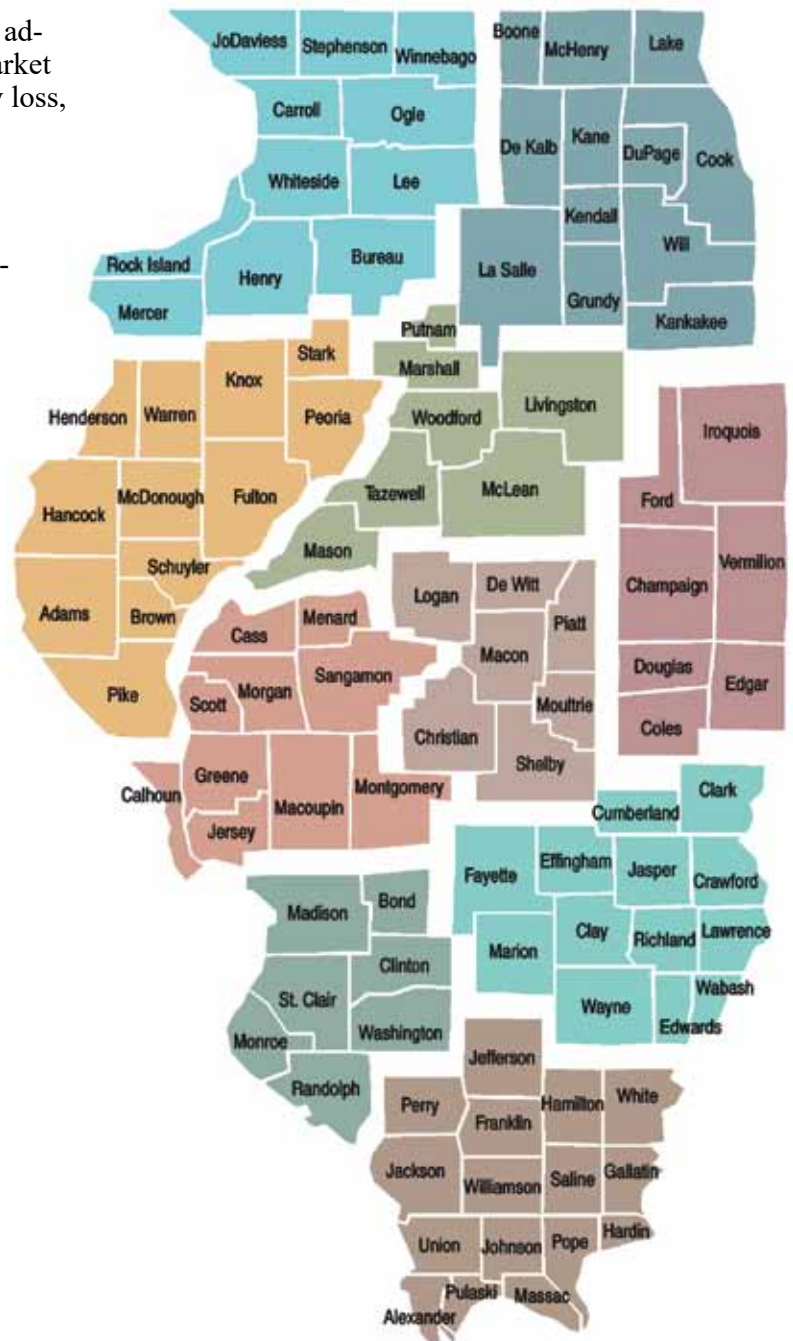 ad-
arket
y loss,
-
JoDaviess
Stephenson
Winnebago
Boone
McHenry
Lake
Carroll
Ogle
De Kalb
Kane
DuPage
Cook
Whiteside
Lee
Kendall
Will
Rock Island
Henry
Bureau
La Salle
Grundy
Kankakee
Mercer
Putnam
Stark
Marshall
Knox
Henderson
Warren
Peoria
Woodford
Livingston
Iroquois
Hancock
McDonough
Fulton
Tazewell
McLean
Ford
Mason
Schuyler
Champaign
Vermilion
Adams
Brown
Cass
Menard
Logan
De Witt
Piatt
Macon
Pike
Scott
Morgan
Sangamon
Douglas
Edgar
Moultrie
Christian
Coles
Shelby
Calhoun
Greene
Macoupin
Montgomery
Jersey
Clark
Cumberland
Fayette
Effingham
Jasper
Crawford
Madison
Bond
Marion
Clay
Richland
Lawrence
Clinton
St. Clair
Wabash
Wayne
Edwards
Monroe
Washington
Randolph
Jefferson
Perry
Franklin
Hamilton
White
Jackson
Williamson
Saline
Gallatin
Union
Johnson
Pope
Hardin
Alexander
Pulaski
Massac